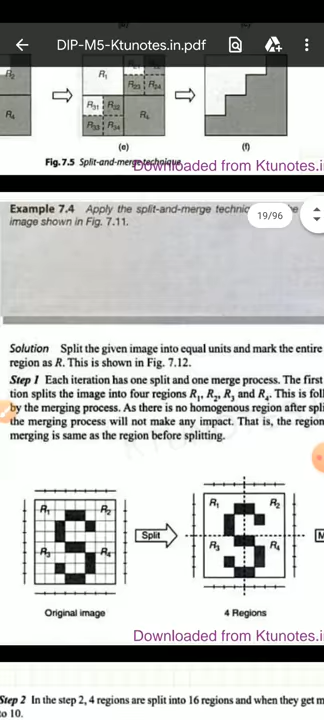 DIP-M5-Ktunotes.in.pdf
R₂ R₁ R₂₃ R₂₄
R₄ R₃₁ R₃₂ R₄
R₃₃ R₃₄
(e) (f)
Fig. 7.5 Split-and-merge technique
Downloaded from Ktunotes.in
19/96
Example 7.4 Apply the split-and-merge techniq
image shown in Fig. 7.11.
Solution Split the given image into equal units and mark the entire
region as R. This is shown in Fig. 7.12.
Step 1 Each iteration has one split and one merge process. The first
tion splits the image into four regions R₁, R₂, R₃ and R₄. This is foll
by the merging process. As there is no homogenous region after spli
the merging process will not make any impact. That is, the region
merging is same as the region before splitting.
R₁ R₂ R₁ R₂
Split M
R₃ R₄ R₃ R₄
Original image 4 Regions
Downloaded from Ktunotes.in
Step 2 In the step 2, 4 regions are split into 16 regions and when they get m
to 10.